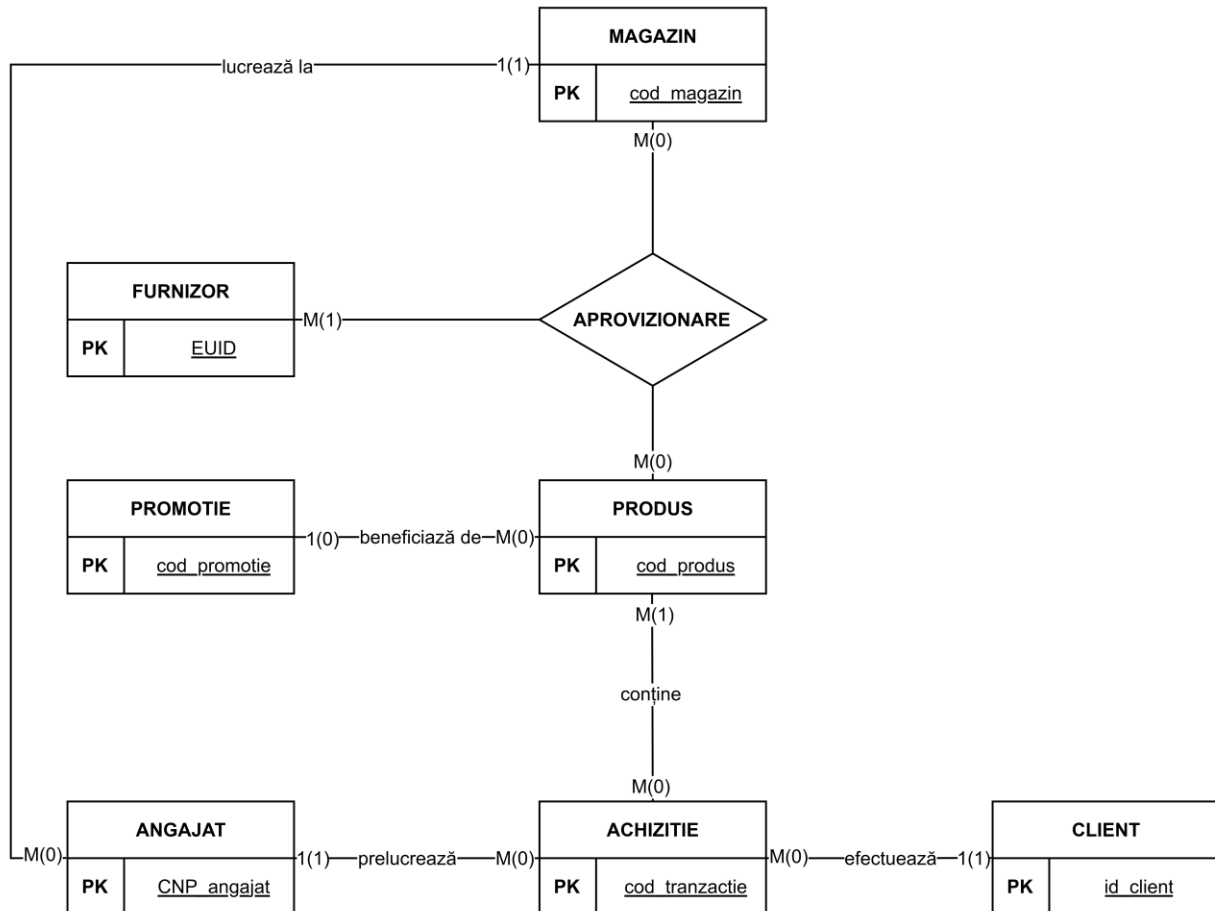 MAGAZIN
lucrează la
1(1)
PK
cod_magazin
M(0)
FURNIZOR
M(1)
APROVIZIONARE
PK
EUID
M(0)
PROMOTIE
PRODUS
1(0)
beneficiază de
M(0)
PK
cod_promotie
PK
cod_produs
M(1)
conține
M(0)
ANGAJAT
ACHIZITIE
CLIENT
M(0)
1(1)
prelucrează
M(0)
M(0)
efectuează
1(1)
PK
CNP_angajat
PK
cod_tranzactie
PK
id_client